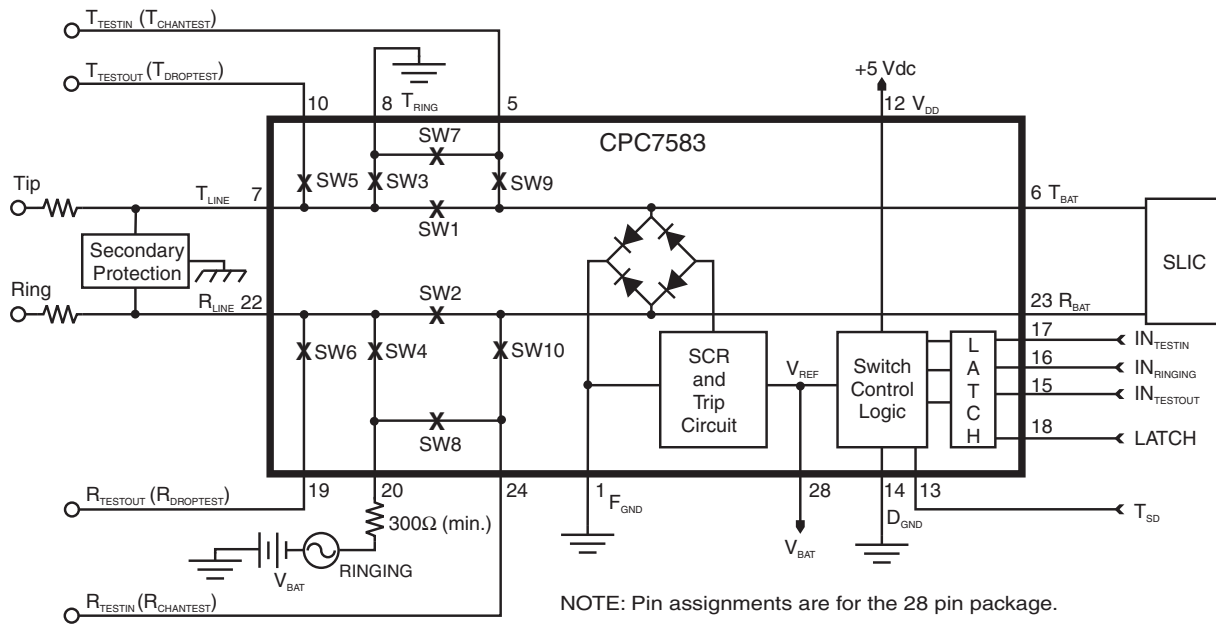 T_TESTIN (T_CHANTEST)
T_TESTOUT (T_DROPTEST)
+5 Vdc
10
8 T_RING
5
12 V_DD
SW7
CPC7583
SW5
SW3
SW9
Tip
T_LINE 7
6 T_BAT
SW1
Secondary
Protection
SLIC
Ring
SW2
R_LINE 22
23 R_BAT
17
IN_TESTIN
SW6
SW4
SW10
SCR
and
Trip
Circuit
V_REF
Switch
Control
Logic
L
A
T
C
H
16
IN_RINGING
15
IN_TESTOUT
18
LATCH
SW8
R_TESTOUT (R_DROPTEST)
19
20
24
1 F_GND
28
14
13
D_GND
T_SD
300Ω (min.)
V_BAT
RINGING
V_BAT
R_TESTIN (R_CHANTEST)
NOTE: Pin assignments are for the 28 pin package.